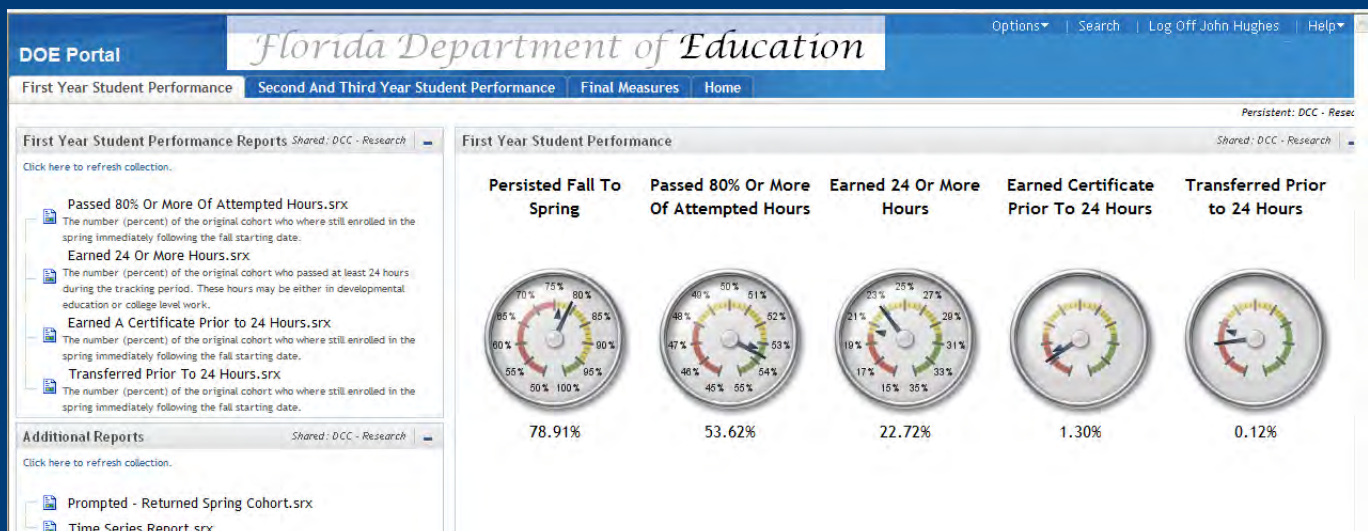 Options | Search | Log Off John Hughes | Help
DOE Portal
Florida Department of Education
First Year Student Performance
Second And Third Year Student Performance
Final Measures
Home
Persistent: DCC - Resec
First Year Student Performance Reports Shared: DCC - Research
Click here to refresh collection.
Passed 80% Or More Of Attempted Hours.srx
The number (percent) of the original cohort who where still enrolled in the
spring immediately following the fall starting date.
Earned 24 Or More Hours.srx
The number (percent) of the original cohort who passed at least 24 hours
during the tracking period. These hours may be either in developmental
education or college level work.
Earned A Certificate Prior to 24 Hours.srx
The number (percent) of the original cohort who where still enrolled in the
spring immediately following the fall starting date.
Transferred Prior To 24 Hours.srx
The number (percent) of the original cohort who where still enrolled in the
spring immediately following the fall starting date.
Additional Reports Shared: DCC - Research
Click here to refresh collection.
Prompted - Returned Spring Cohort.srx
Time Series Report.srx
First Year Student Performance Shared: DCC - Research
Persisted Fall To
Spring
50% 55% 60% 65% 70% 75% 80% 85% 90% 95% 100%
78.91%
Passed 80% Or More
Of Attempted Hours
45% 46% 47% 48% 49% 50% 51% 52% 53% 54% 55%
53.62%
Earned 24 Or More
Hours
15% 17% 19% 21% 23% 25% 27% 29% 31% 33% 35%
22.72%
Earned Certificate
Prior To 24 Hours
1.30%
Transferred Prior
to 24 Hours
0.12%